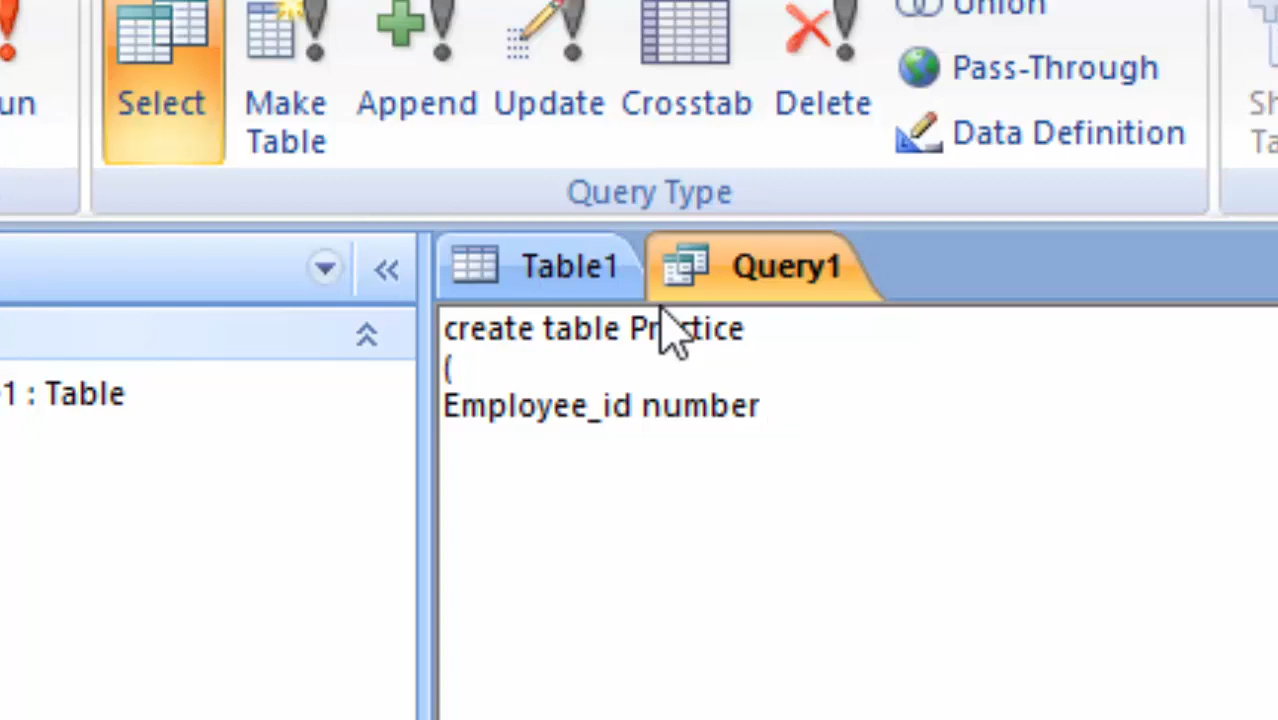 Union
un
Select
Make Table
Append
Update
Crosstab
Delete
Pass-Through
Data Definition
Query Type
Table1
Query1
create table Practice
(
1 : Table
Employee_id number